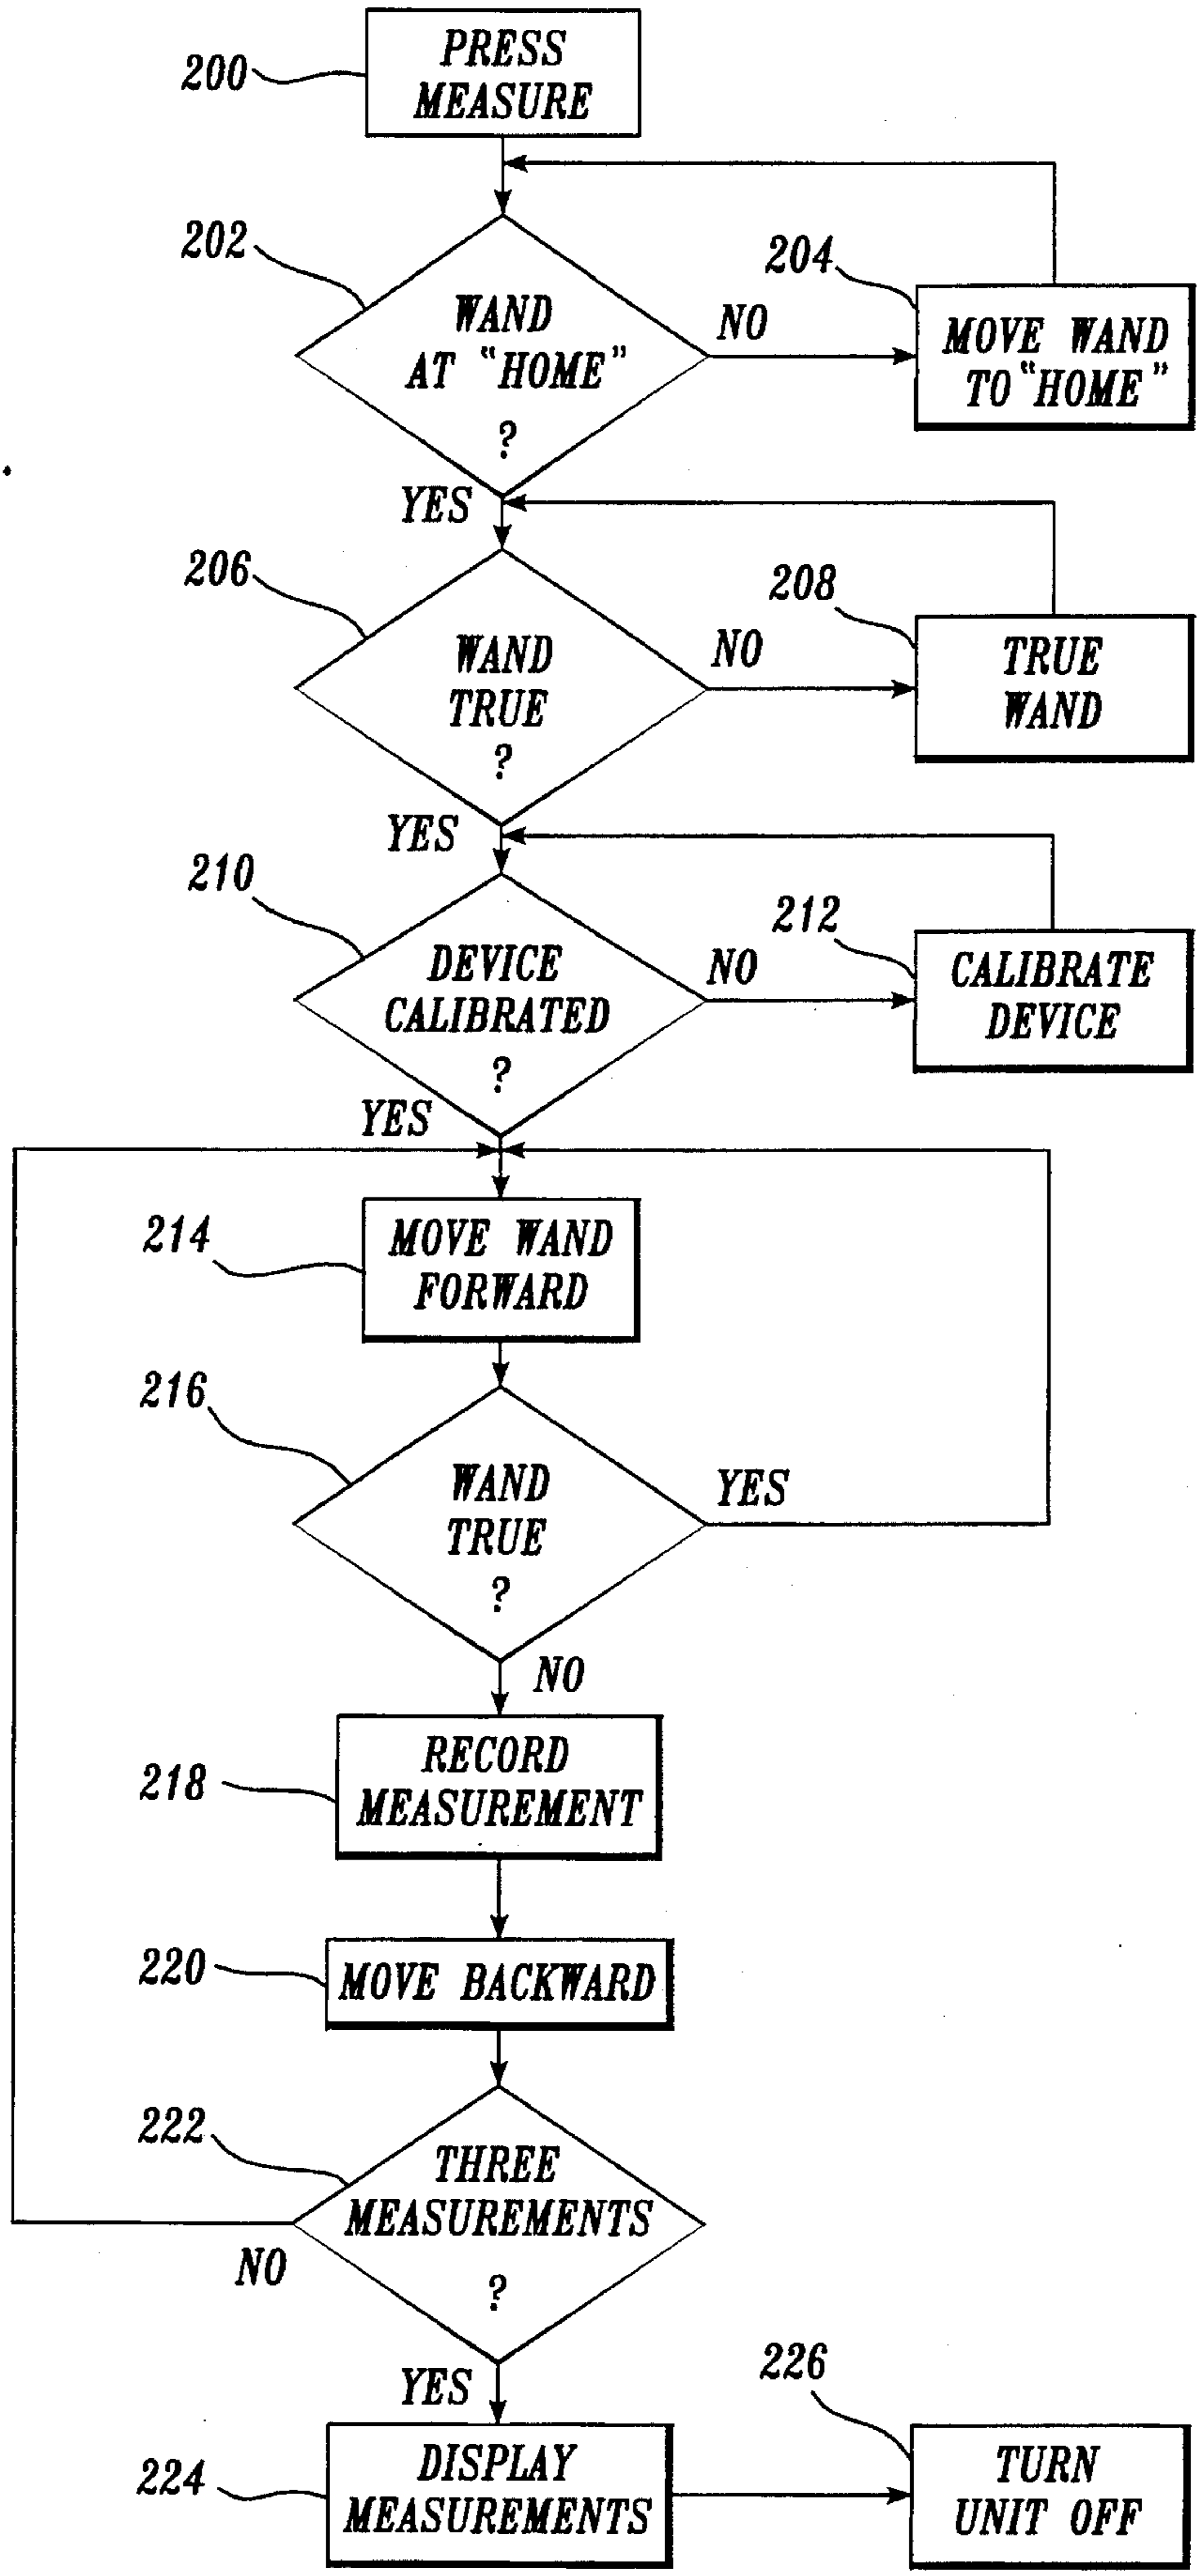 200
PRESS
MEASURE
202
WAND
AT "HOME"
?
NO
204
MOVE WAND
TO "HOME"
YES
206
WAND
TRUE
?
NO
208
TRUE
WAND
YES
210
DEVICE
CALIBRATED
?
NO
212
CALIBRATE
DEVICE
YES
214
MOVE WAND
FORWARD
216
WAND
TRUE
?
YES
NO
218
RECORD
MEASUREMENT
220
MOVE BACKWARD
222
THREE
MEASUREMENTS
?
NO
YES
224
DISPLAY
MEASUREMENTS
226
TURN
UNIT OFF